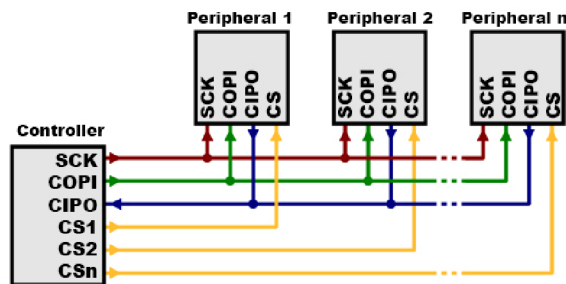 Peripheral 1
Peripheral 2
Peripheral n
SCK
COPI
CIPO
CS
SCK
COPI
CIPO
CS
SCK
COPI
CIPO
CS
Controller
SCK
COPI
CIPO
CS1
CS2
CSn